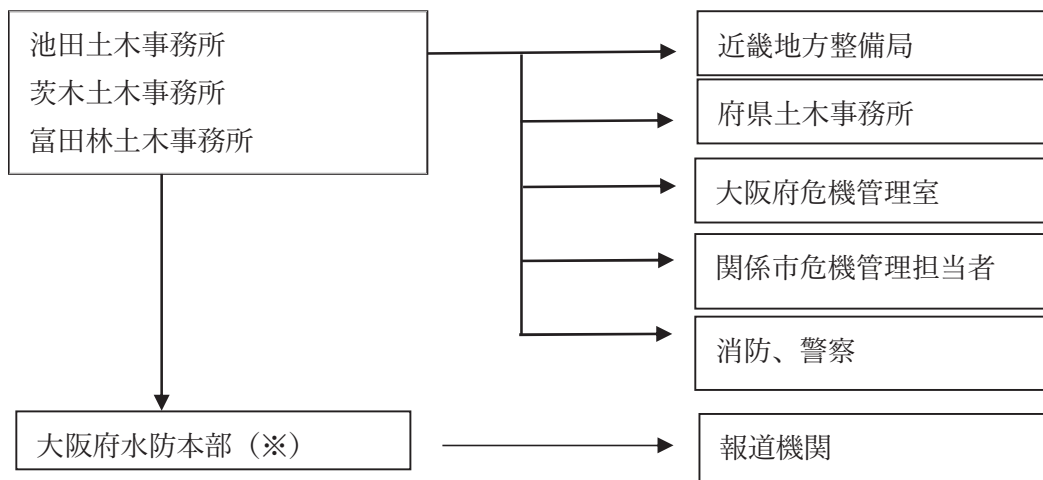 池田土木事務所
茨木土木事務所
富田林土木事務所
近畿地方整備局
府県土木事務所
大阪府危機管理室
関係市危機管理担当者
消防、警察
大阪府水防本部（※）
報道機関